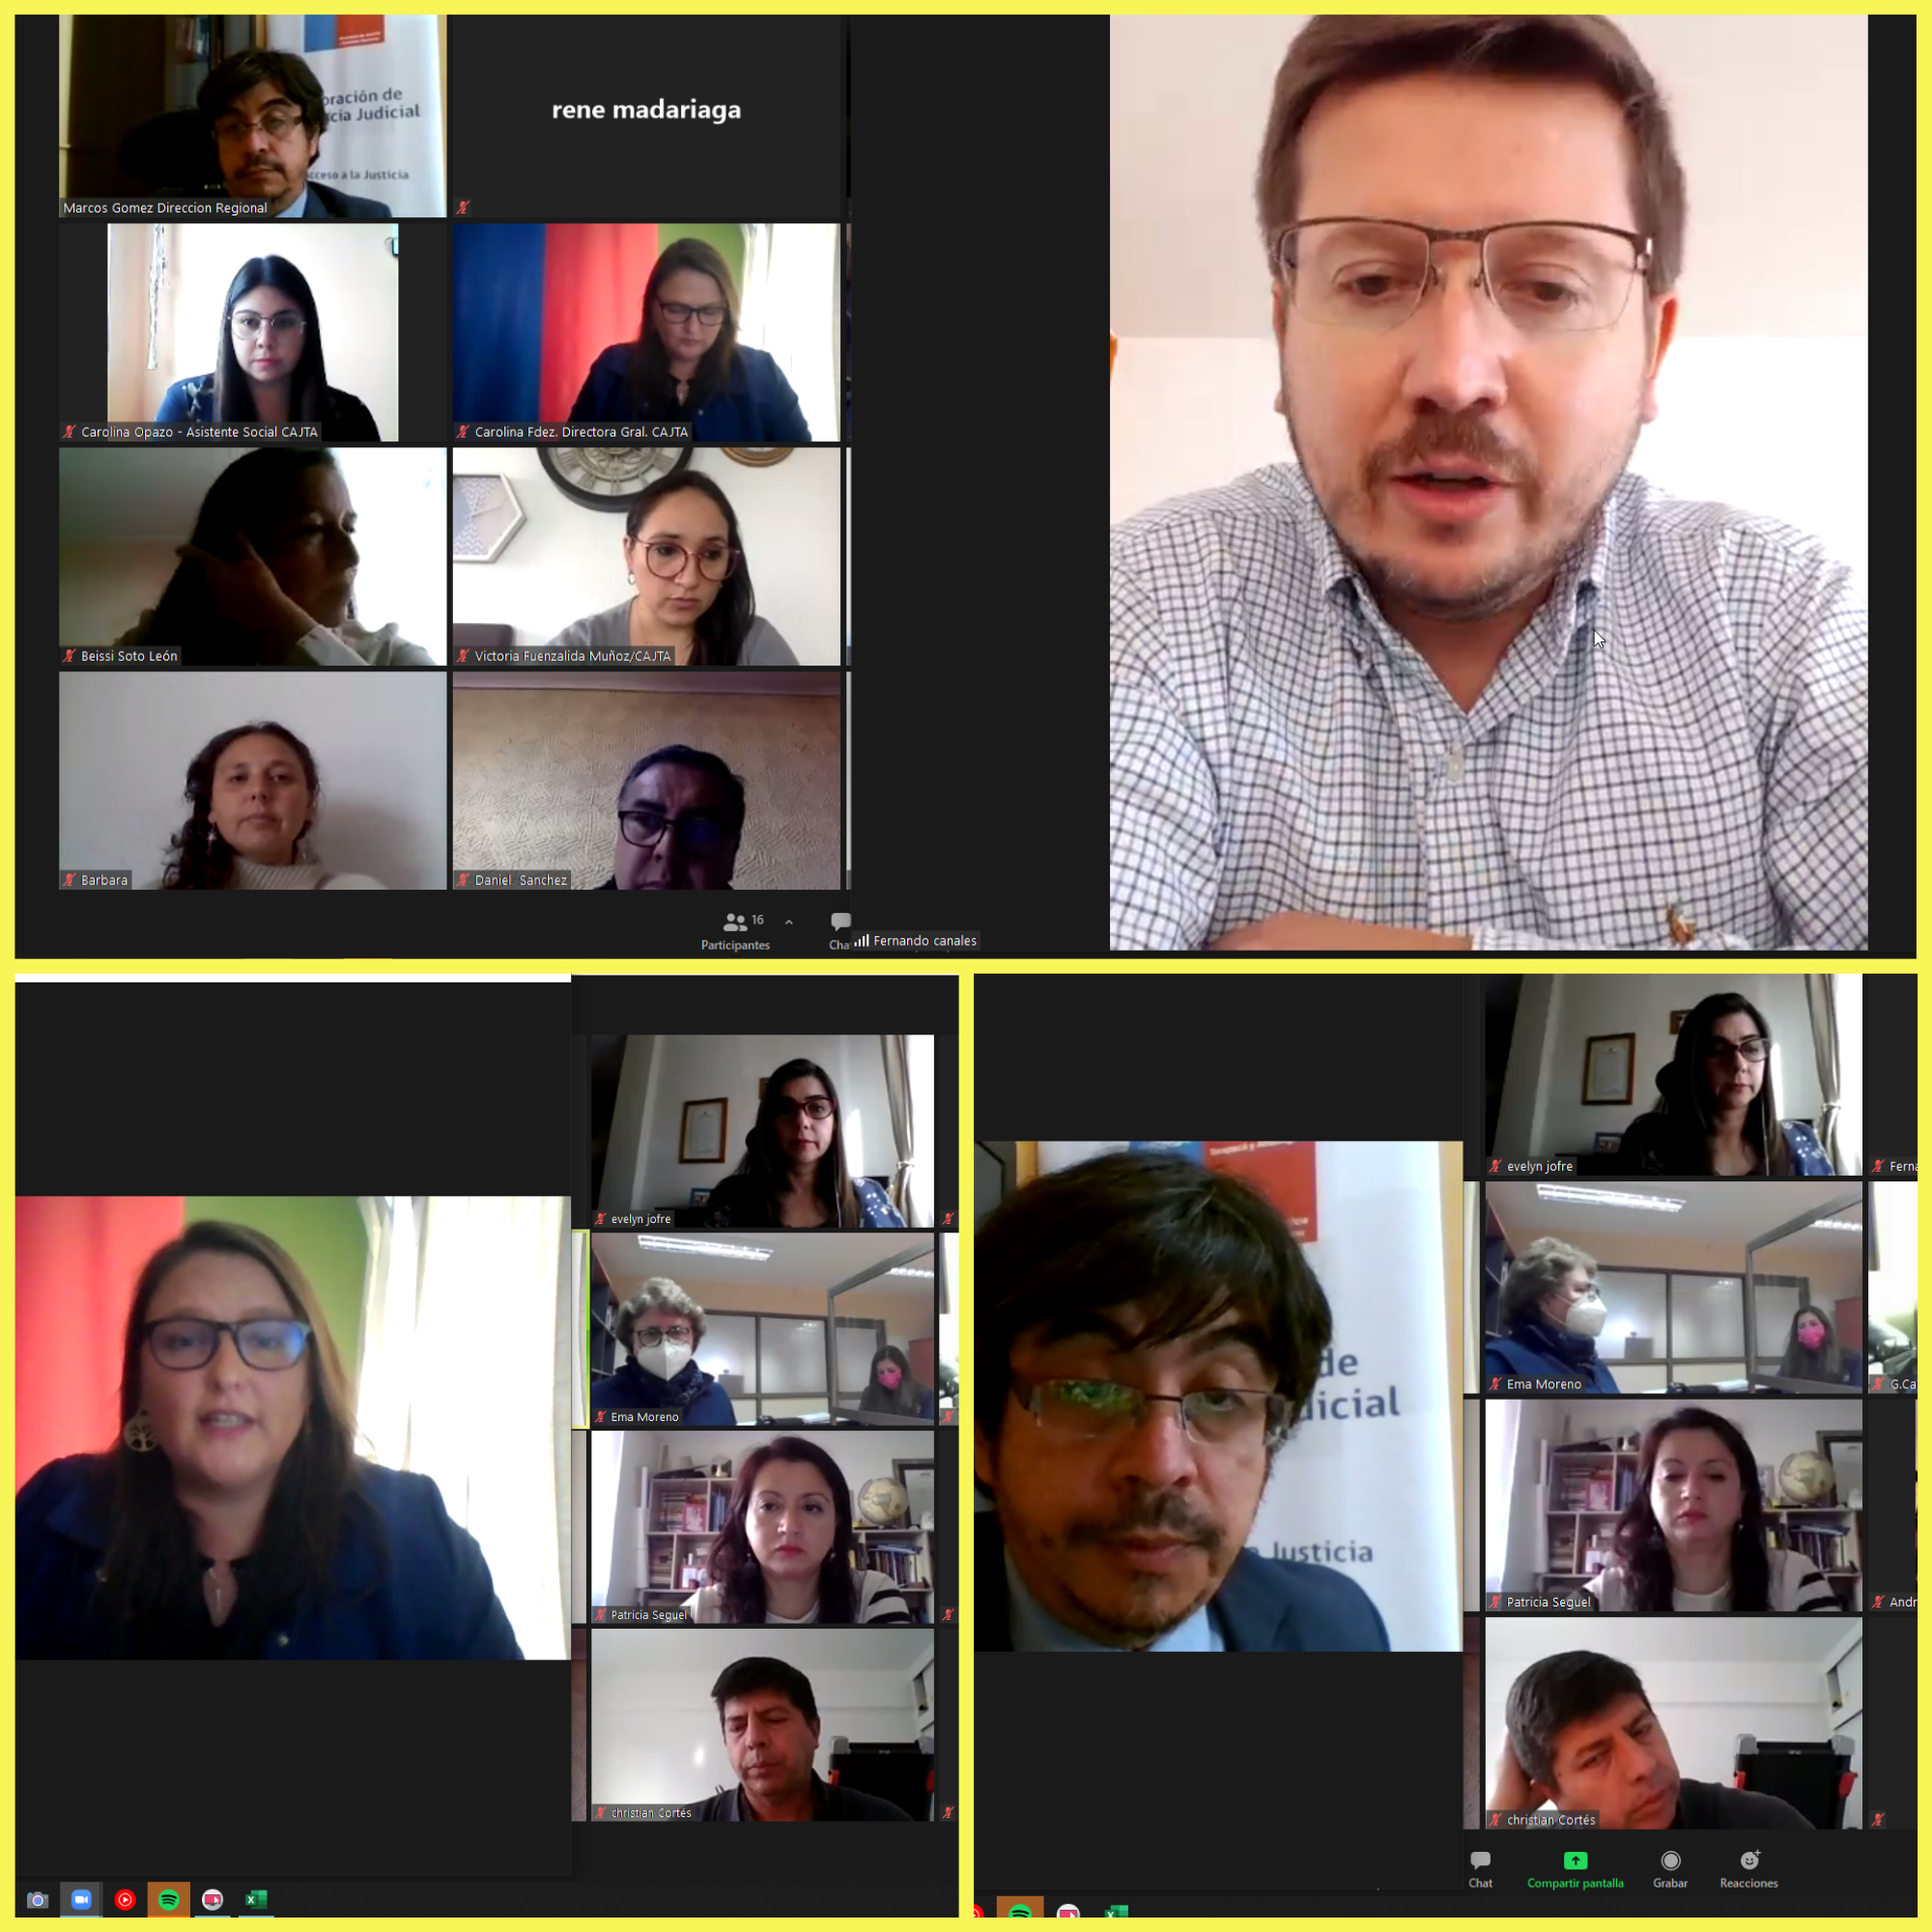 oración de
cia Judicial
cceso a la Justicia
Marcos Gomez Direccion Regional
rene madariaga
Carolina Opazo - Asistente Social CAJTA
Carolina Fdez. Directora Gral. CAJTA
Beissi Soto León
Victoria Fuenzalida Muñoz/CAJTA
Barbara
Daniel Sanchez
16
Participantes
Cha
Fernando canales
evelyn jofre
Ema Moreno
Patricia Seguel
christian Cortés
de
dicial
Justicia
evelyn jofre
Ferna
Ema Moreno
G.Ca
Patricia Seguel
Andr
christian Cortés
Chat
Compartir pantalla
Grabar
Reacciones